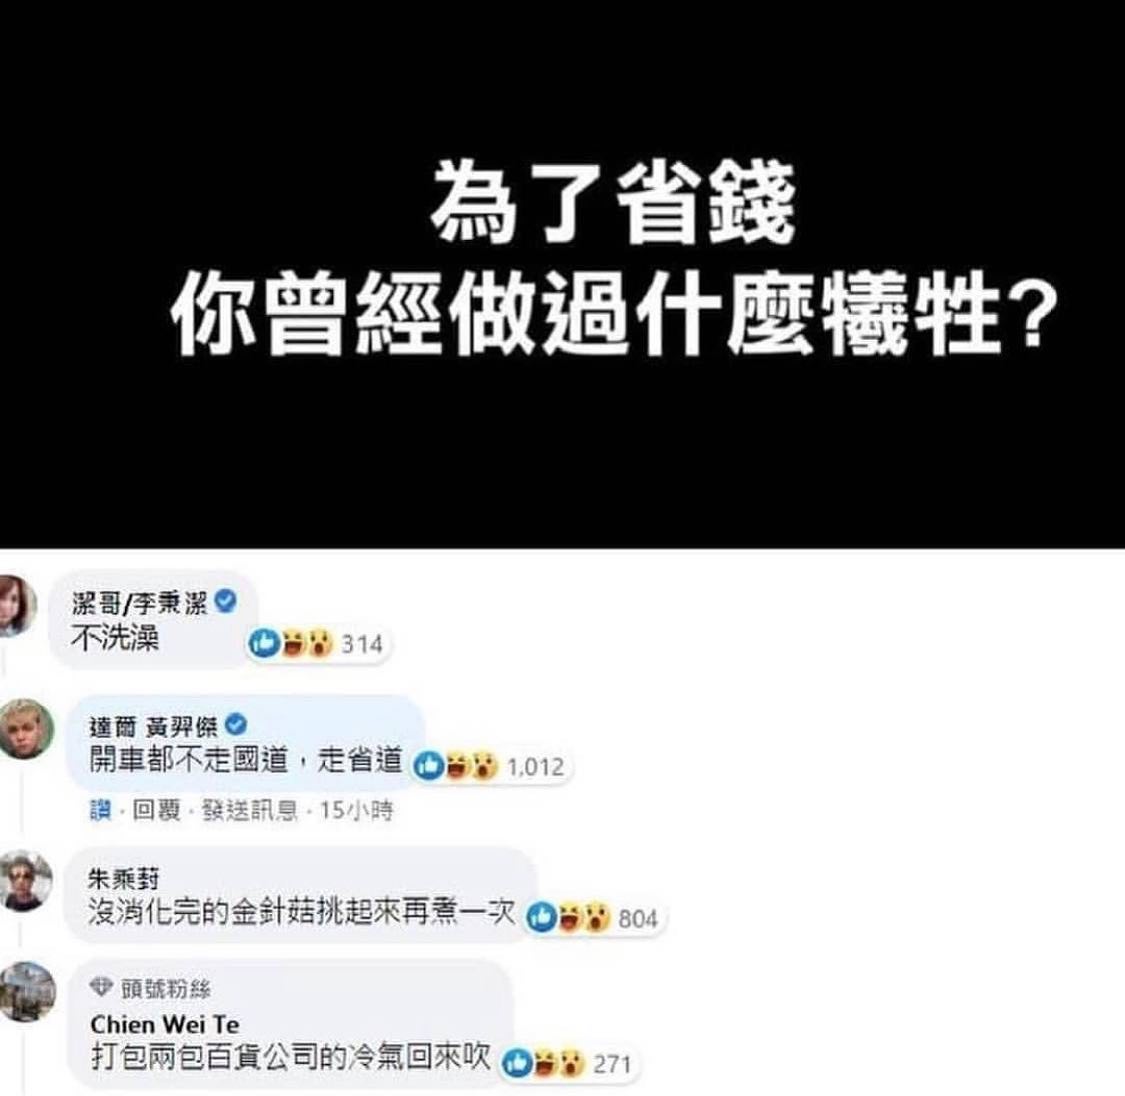 為了省錢
你曾經做過什麼犧牲?
潔哥/李秉潔
不洗澡
314
達爾 黃羿傑
開車都不走國道，走省道
1,012
讚 · 回覆 · 發送訊息 · 15小時
朱乘葑
沒消化完的金針菇挑起來再煮一次
804
頭號粉絲
Chien Wei Te
打包兩包百貨公司的冷氣回來吹
271